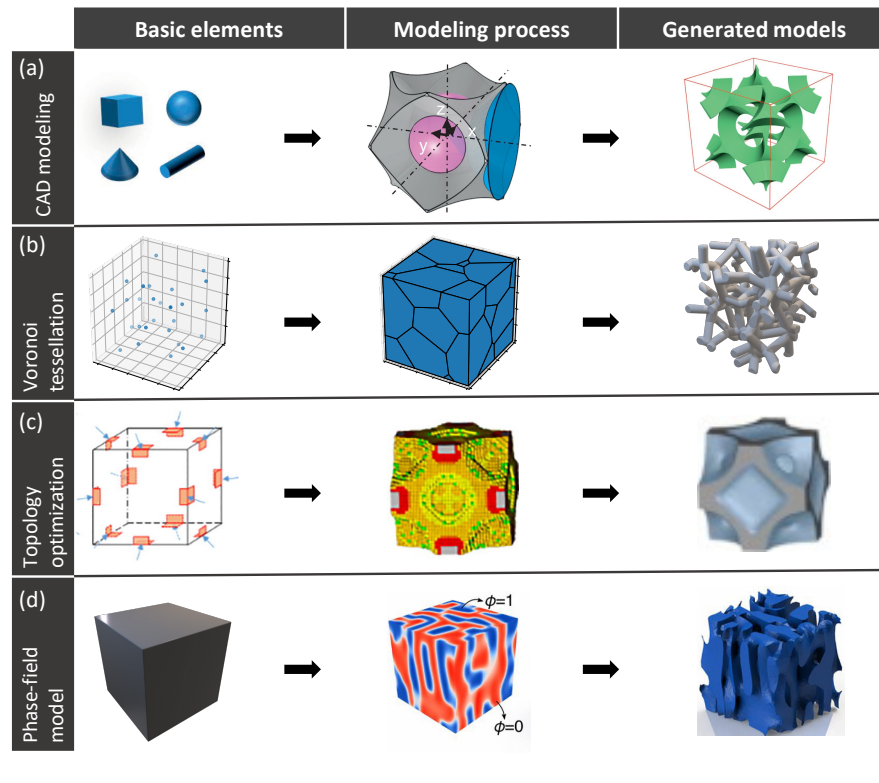 Basic elements
Modeling process
Generated models
(a)
CAD modeling
z
x
y
(b)
Voronoi
tessellation
(c)
Topology
optimization
(d)
Phase-field
model
ϕ=1
ϕ=0